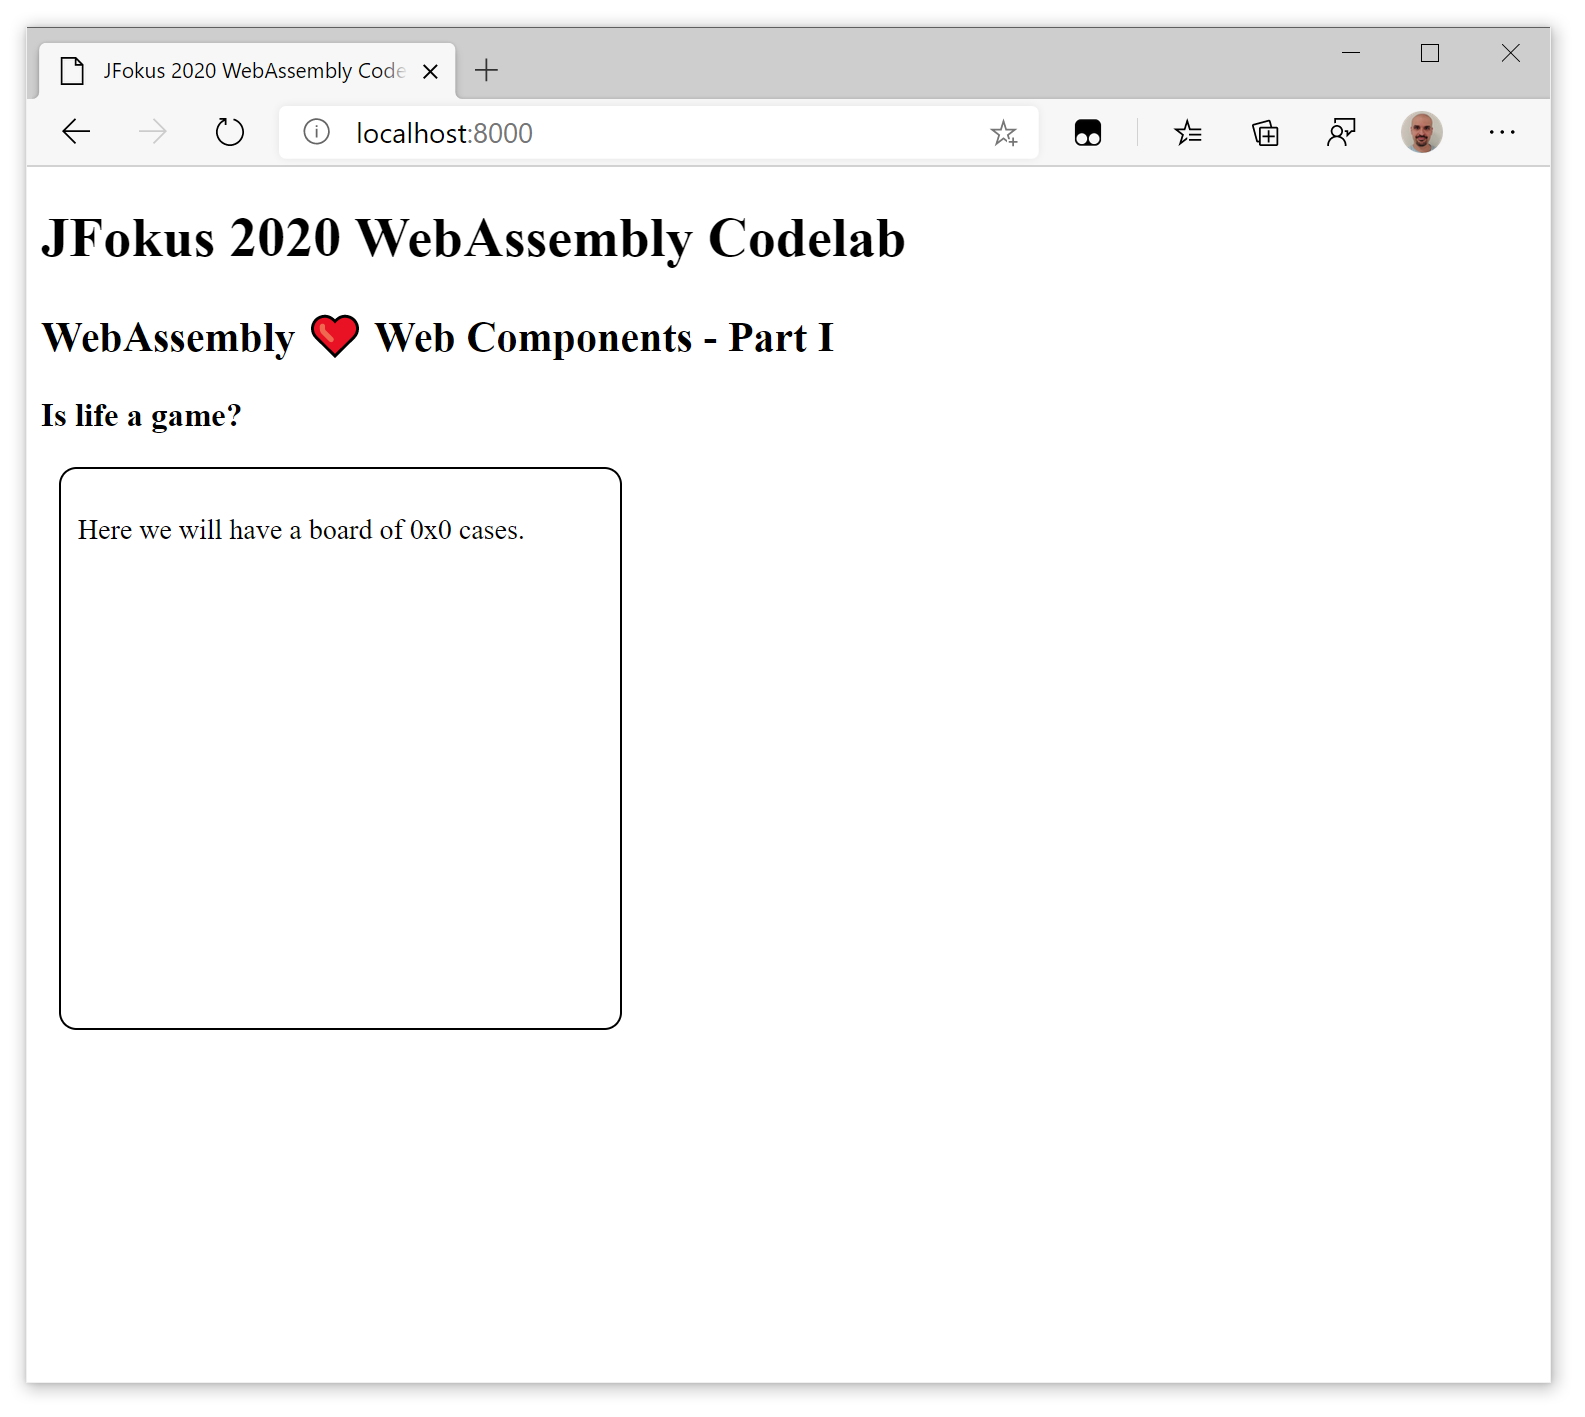 JFokus 2020 WebAssembly Code
localhost:8000
JFokus 2020 WebAssembly Codelab
WebAssembly ❤️ Web Components - Part I
Is life a game?
Here we will have a board of 0x0 cases.